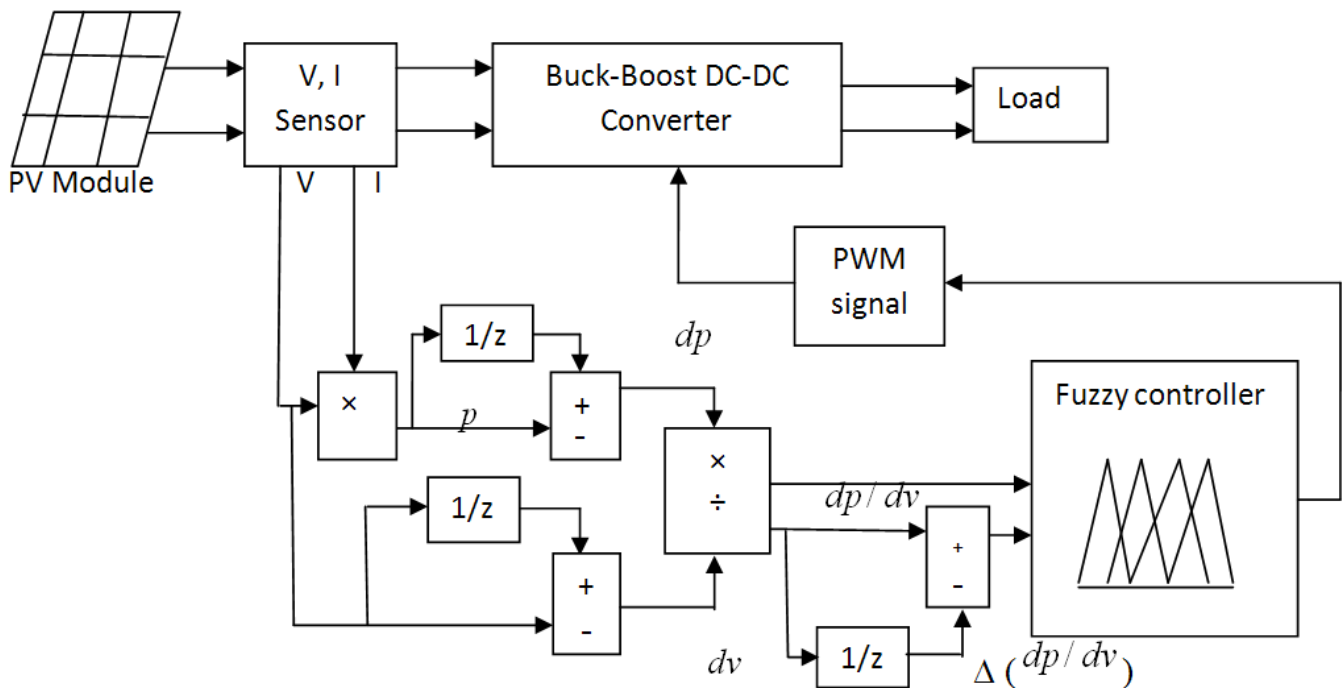 V, I
Sensor
Buck-Boost DC-DC
Converter
Load
PV Module
V
I
PWM
signal
1/z
dp
×
p
+
-
Fuzzy controller
1/z
×
÷
dp / dv
+
-
+
-
1/z
dv
Δ ( dp / dv )